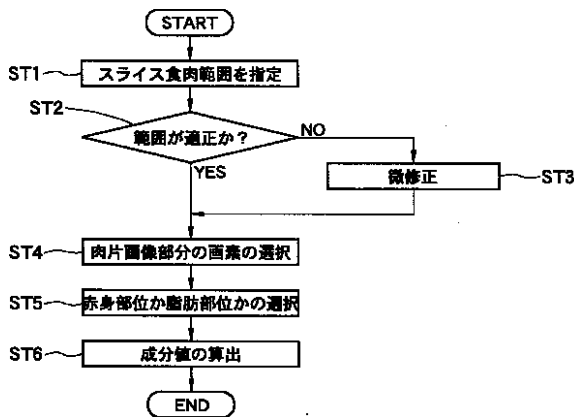 START
ST1
スライス食肉範囲を指定
ST2
範囲が適正か？
NO
YES
微修正
ST3
ST4
肉片画像部分の画素の選択
ST5
赤身部位か脂肪部位かの選択
ST6
成分値の算出
END